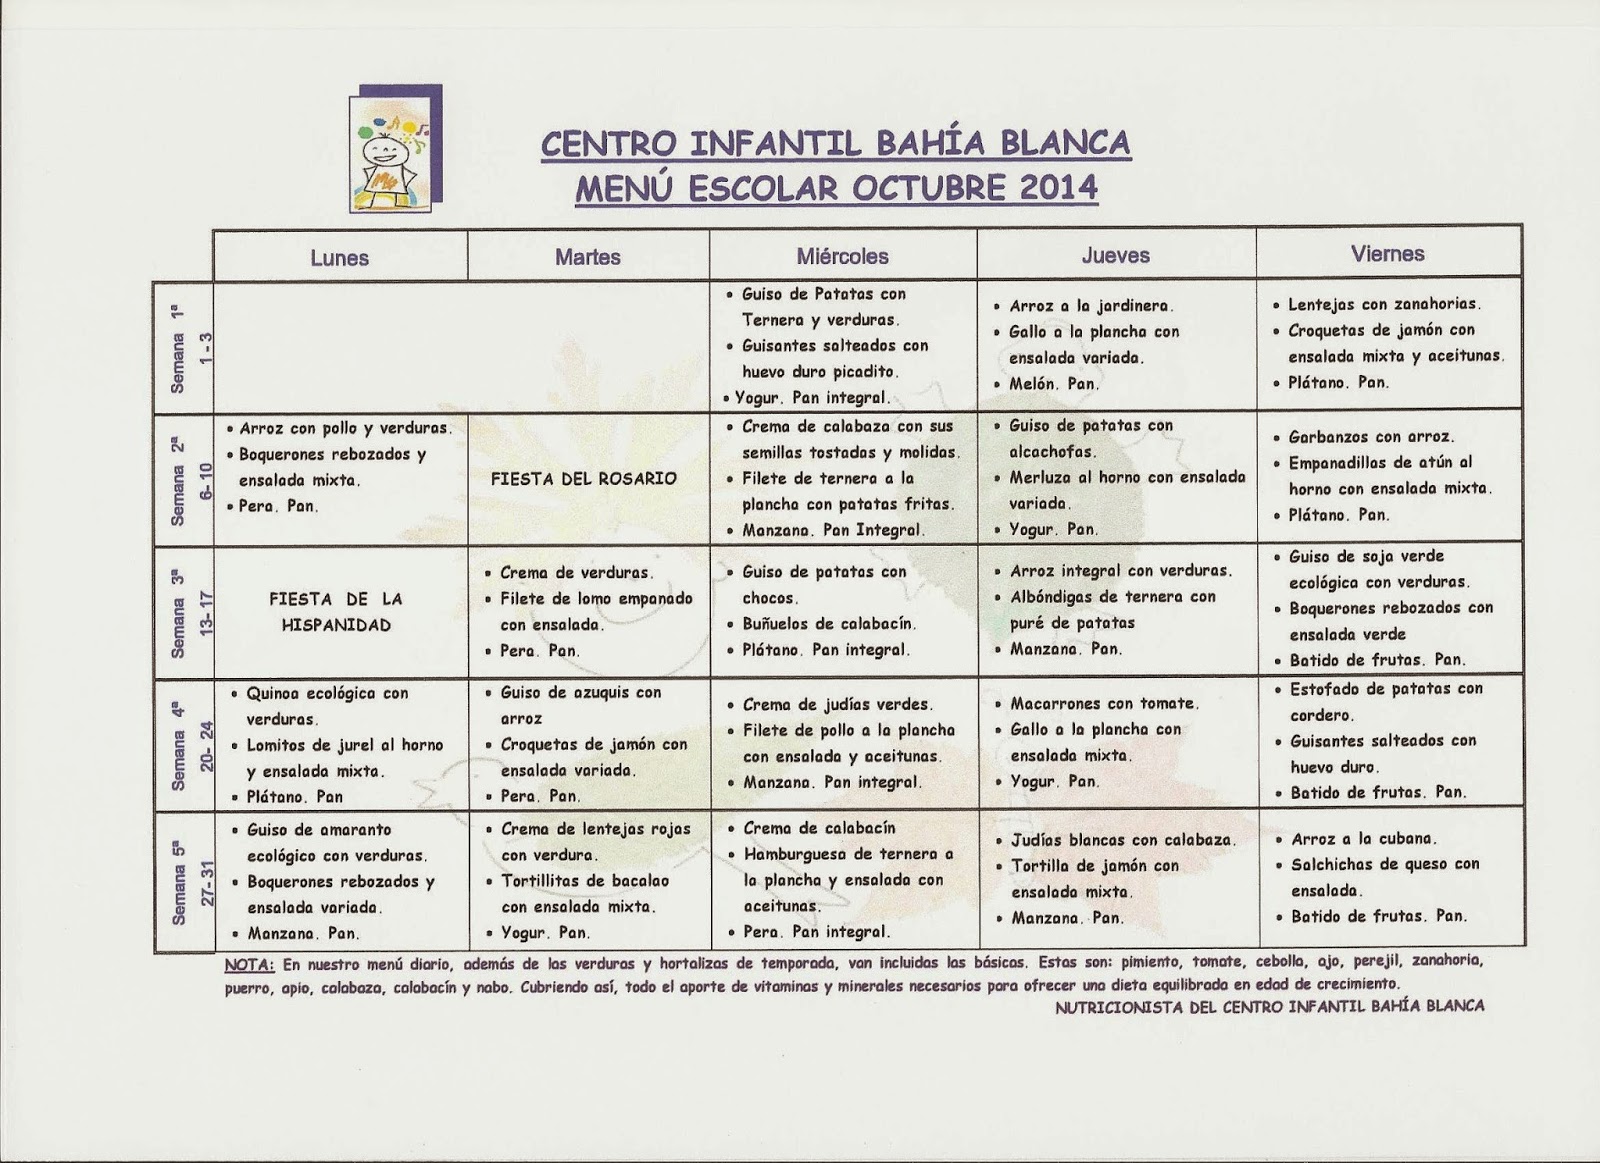 CENTRO INFANTIL BAHÍA BLANCA
MENÚ ESCOLAR OCTUBRE 2014
Lunes
Martes
Miércoles
Jueves
Viernes
Semana 1ª
1 - 3
• Guiso de Patatas con
Ternera y verduras.
• Guisantes salteados con
huevo duro picadito.
• Yogur. Pan integral.
• Arroz a la jardinera.
• Gallo a la plancha con
ensalada variada.
• Melón. Pan.
• Lentejas con zanahorias.
• Croquetas de jamón con
ensalada mixta y aceitunas.
• Plátano. Pan.
Semana 2ª
6- 10
• Arroz con pollo y verduras.
• Boquerones rebozados y
ensalada mixta.
• Pera. Pan.
FIESTA DEL ROSARIO
• Crema de calabaza con sus
semillas tostadas y molidas.
• Filete de ternera a la
plancha con patatas fritas.
• Manzana. Pan Integral.
• Guiso de patatas con
alcachofas.
• Merluza al horno con ensalada
variada.
• Yogur. Pan.
• Garbanzos con arroz.
• Empanadillas de atún al
horno con ensalada mixta.
• Plátano. Pan.
Semana 3ª
13- 17
FIESTA DE LA
HISPANIDAD
• Crema de verduras.
• Filete de lomo empanado
con ensalada.
• Pera. Pan.
• Guiso de patatas con
chocos.
• Buñuelos de calabacín.
• Plátano. Pan integral.
• Arroz integral con verduras.
• Albóndigas de ternera con
puré de patatas
• Manzana. Pan.
• Guiso de soja verde
ecológica con verduras.
• Boquerones rebozados con
ensalada verde
• Batido de frutas. Pan.
Semana 4ª
20- 24
• Quinoa ecológica con
verduras.
• Lomitos de jurel al horno
y ensalada mixta.
• Plátano. Pan
• Guiso de azuquis con
arroz
• Croquetas de jamón con
ensalada variada.
• Pera. Pan.
• Crema de judías verdes.
• Filete de pollo a la plancha
con ensalada y aceitunas.
• Manzana. Pan integral.
• Macarrones con tomate.
• Gallo a la plancha con
ensalada mixta.
• Yogur. Pan.
• Estofado de patatas con
cordero.
• Guisantes salteados con
huevo duro.
• Batido de frutas. Pan.
Semana 5ª
27- 31
• Guiso de amaranto
ecológico con verduras.
• Boquerones rebozados y
ensalada variada.
• Manzana. Pan.
• Crema de lentejas rojas
con verdura.
• Tortillitas de bacalao
con ensalada mixta.
• Yogur. Pan.
• Crema de calabacín
• Hamburguesa de ternera a
la plancha y ensalada con
aceitunas.
• Pera. Pan integral.
• Judías blancas con calabaza.
• Tortilla de jamón con
ensalada mixta.
• Manzana. Pan.
• Arroz a la cubana.
• Salchichas de queso con
ensalada.
• Batido de frutas. Pan.
NOTA: En nuestro menú diario, además de las verduras y hortalizas de temporada, van incluidas las básicas. Estas son: pimiento, tomate, cebolla, ajo, perejil, zanahoria,
puerro, apio, calabaza, calabacín y nabo. Cubriendo así, todo el aporte de vitaminas y minerales necesarios para ofrecer una dieta equilibrada en edad de crecimiento.
NUTRICIONISTA DEL CENTRO INFANTIL BAHÍA BLANCA